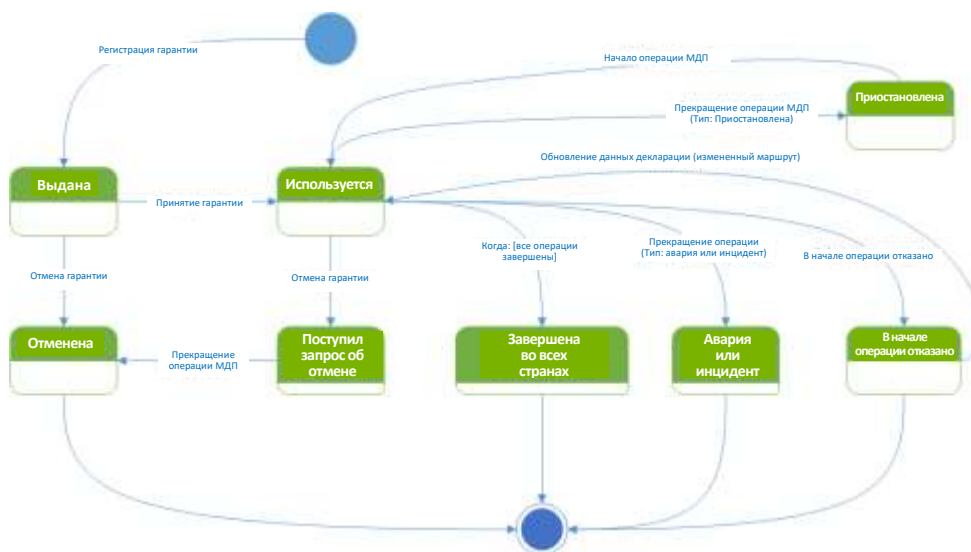 Регистрация гарантии
Начало операции МДП
Приостановлена
Прекращение операции МДП
(Тип: Приостановлена)
Обновление данных декларации (измененный маршрут)
Выдана
Используется
Принятие гарантии
Когда: [все операции
завершены]
Прекращение операции
(Тип: авария или инцидент)
В начале операции отказано
Отмена гарантии
Отмена гарантии
Отменена
Прекращение
операции МДП
Поступил
запрос об
отмене
Завершена
во всех
странах
Авария
или
инцидент
В начале
операции отказано